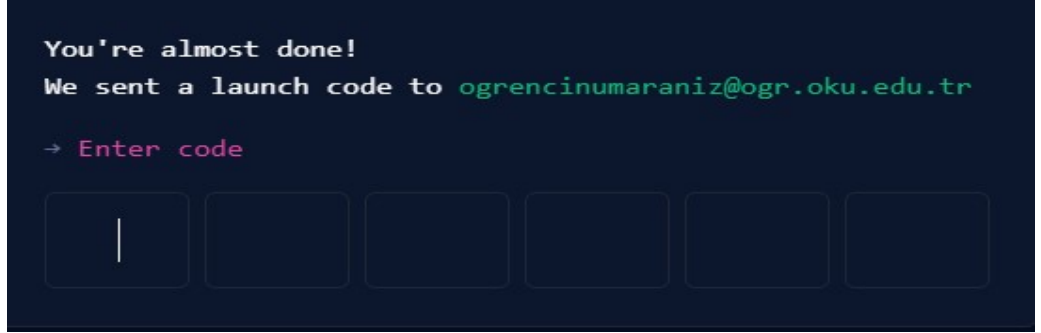 You're almost done!
We sent a launch code to ogrencinumaraniz@ogr.oku.edu.tr
→ Enter code